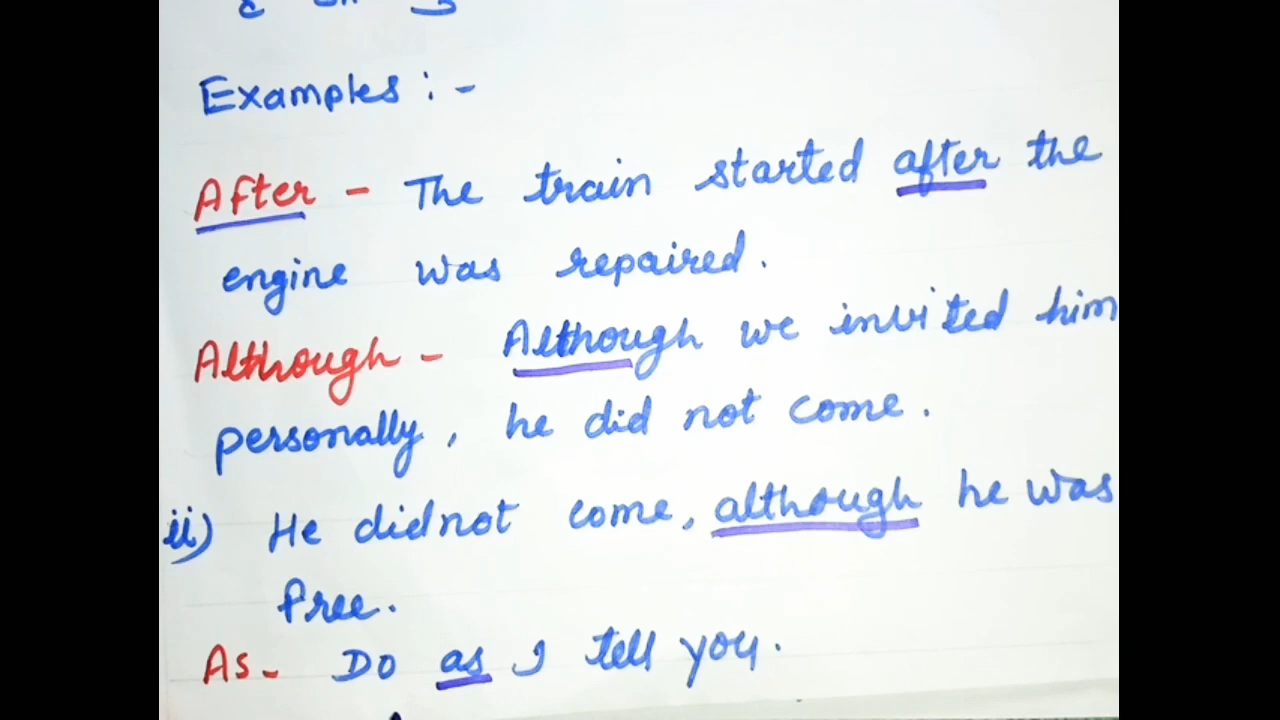 Examples : -
After - The train started after the
engine was repaired.
Although - Although we invited him
personally, he did not come.
ii) He didnot come, although he was
free.
As - Do as I tell you.